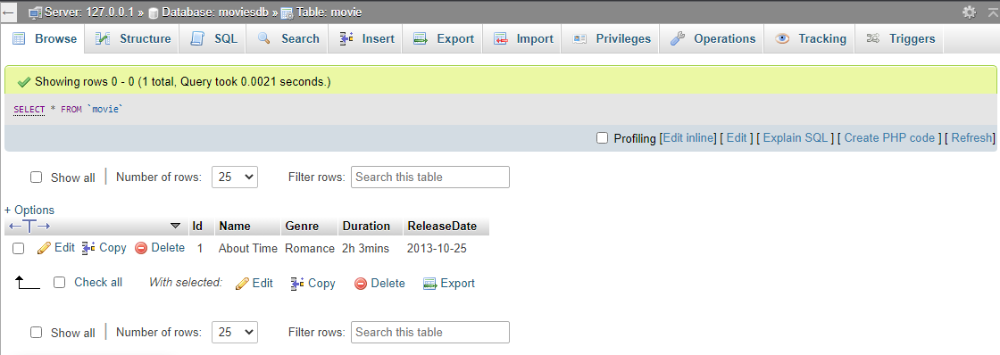 Server: 127.0.0.1 » Database: moviesdb » Table: movie
Browse Structure SQL Search Insert Export Import Privileges Operations Tracking Triggers
Showing rows 0 - 0 (1 total, Query took 0.0021 seconds.)
SELECT * FROM `movie`
Profiling [Edit inline] [ Edit ] [ Explain SQL ] [ Create PHP code ] [ Refresh]
Show all | Number of rows: 25 Filter rows: Search this table
+ Options
←T→ Id Name Genre Duration ReleaseDate
Edit Copy Delete 1 About Time Romance 2h 3mins 2013-10-25
Check all With selected: Edit Copy Delete Export
Show all | Number of rows: 25 Filter rows: Search this table